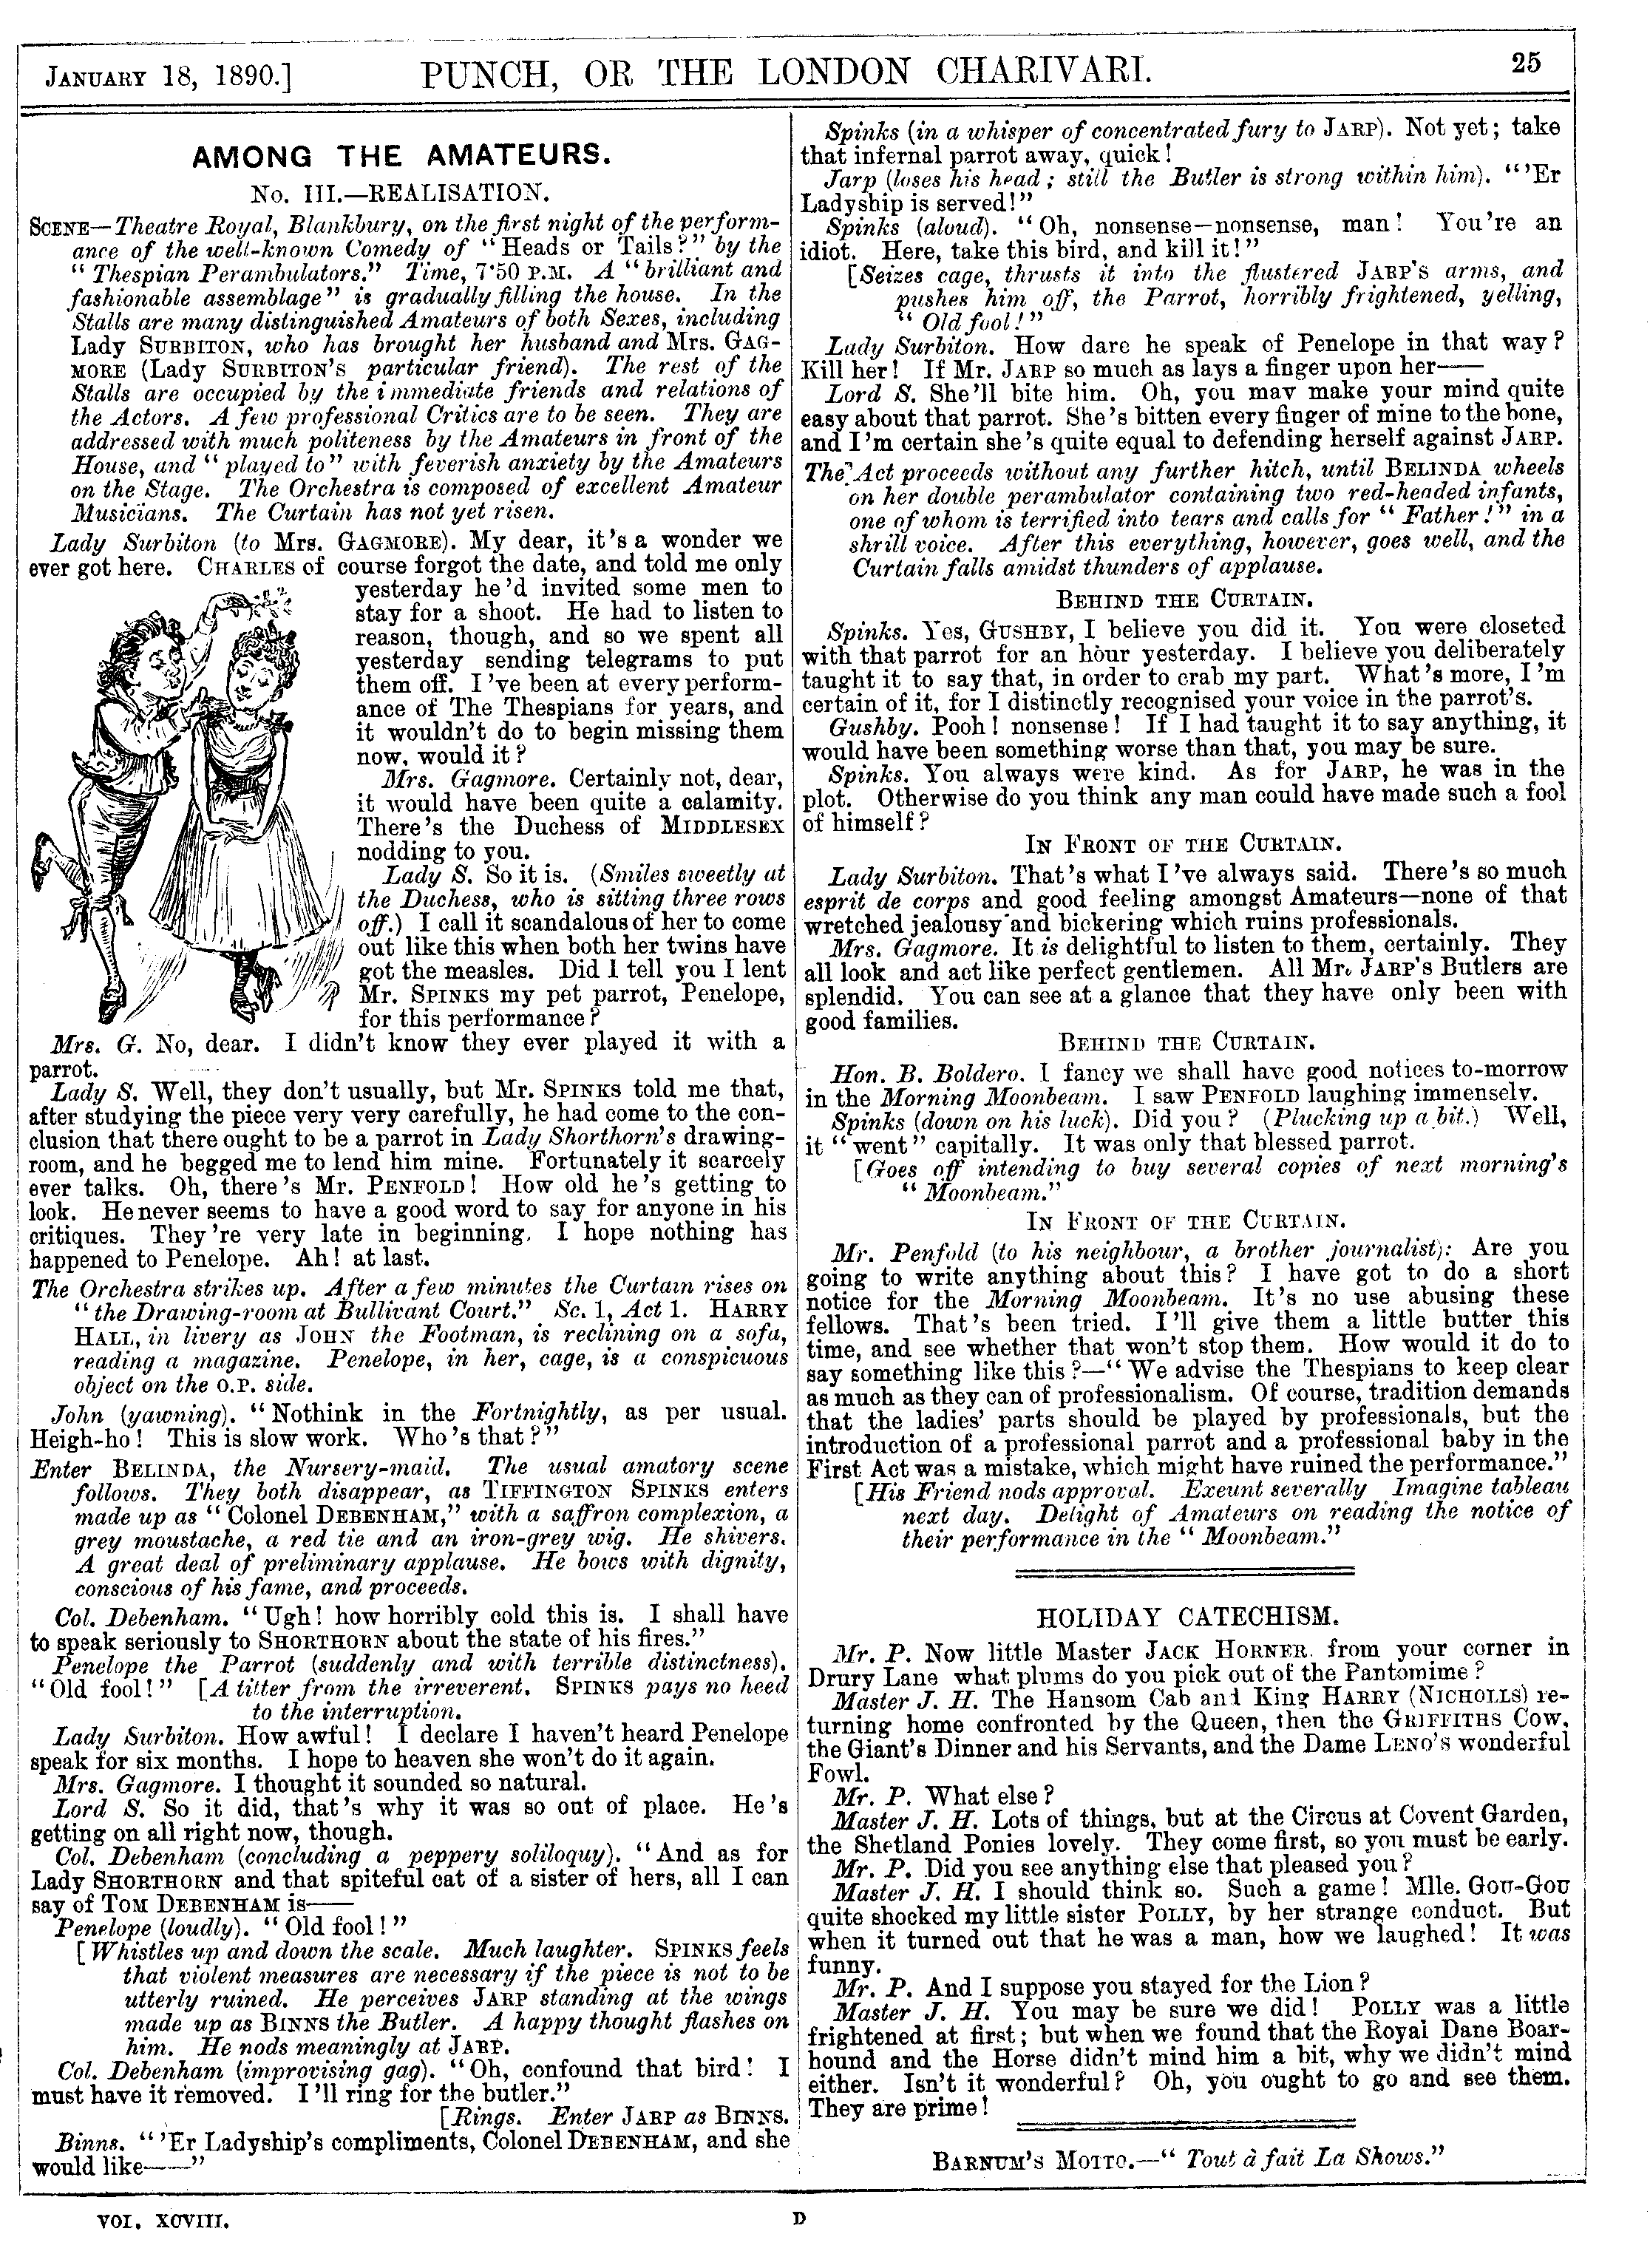 JANUARY 18, 1890.] PUNCH, OR THE LONDON CHARIVARI. 25
AMONG THE AMATEURS.
No. III.—REALISATION.
SCENE—Theatre Royal, Blankbury, on the first night of the perform-
ance of the well-known Comedy of "Heads or Tails?" by the
"Thespian Perambulators." Time, 7·50 P.M. A "brilliant and
fashionable assemblage" is gradually filling the house. In the
Stalls are many distinguished Amateurs of both Sexes, including
Lady SURBITON, who has brought her husband and Mrs. GAG-
MORE (Lady SURBITON'S particular friend). The rest of the
Stalls are occupied by the immediate friends and relations of
the Actors. A few professional Critics are to be seen. They are
addressed with much politeness by the Amateurs in front of the
House, and "played to" with feverish anxiety by the Amateurs
on the Stage. The Orchestra is composed of excellent Amateur
Musicians. The Curtain has not yet risen.
Lady Surbiton (to Mrs. GAGMORE). My dear, it's a wonder we
ever got here. CHARLES of course forgot the date, and told me only
yesterday he'd invited some men to
stay for a shoot. He had to listen to
reason, though, and so we spent all
yesterday sending telegrams to put
them off. I've been at every perform-
ance of The Thespians for years, and
it wouldn't do to begin missing them
now, would it?
Mrs. Gagmore. Certainly not, dear,
it would have been quite a calamity.
There's the Duchess of MIDDLESEX
nodding to you.
Lady S. So it is. (Smiles sweetly at
the Duchess, who is sitting three rows
off.) I call it scandalous of her to come
out like this when both her twins have
got the measles. Did I tell you I lent
Mr. SPINKS my pet parrot, Penelope,
for this performance?
Mrs. G. No, dear. I didn't know they ever played it with a
parrot.
Lady S. Well, they don't usually, but Mr. SPINKS told me that,
after studying the piece very very carefully, he had come to the con-
clusion that there ought to be a parrot in Lady Shorthorn's drawing-
room, and he begged me to lend him mine. Fortunately it scarcely
ever talks. Oh, there's Mr. PENFOLD! How old he's getting to
look. He never seems to have a good word to say for anyone in his
critiques. They're very late in beginning. I hope nothing has
happened to Penelope. Ah! at last.
The Orchestra strikes up. After a few minutes the Curtain rises on
"the Drawing-room at Bullivant Court." Sc. 1, Act 1. HARRY
HALL, in livery as JOHN the Footman, is reclining on a sofa,
reading a magazine. Penelope, in her, cage, is a conspicuous
object on the O.P. side.
John (yawning). "Nothink in the Fortnightly, as per usual.
Heigh-ho! This is slow work. Who's that?"
Enter BELINDA, the Nursery-maid. The usual amatory scene
follows. They both disappear, as TIFFINGTON SPINKS enters
made up as "Colonel DEBENHAM," with a saffron complexion, a
grey moustache, a red tie and an iron-grey wig. He shivers.
A great deal of preliminary applause. He bows with dignity,
conscious of his fame, and proceeds.
Col. Debenham. "Ugh! how horribly cold this is. I shall have
to speak seriously to SHORTHORN about the state of his fires."
Penelope the Parrot (suddenly and with terrible distinctness).
"Old fool!" [A titter from the irreverent. SPINKS pays no heed
to the interruption.
Lady Surbiton. How awful! I declare I haven't heard Penelope
speak for six months. I hope to heaven she won't do it again.
Mrs. Gagmore. I thought it sounded so natural.
Lord S. So it did, that's why it was so out of place. He's
getting on all right now, though.
Col. Debenham (concluding a peppery soliloquy). "And as for
Lady SHORTHORN and that spiteful cat of a sister of hers, all I can
say of TOM DEBENHAM is——
Penelope (loudly). "Old fool!"
[Whistles up and down the scale. Much laughter. SPINKS feels
that violent measures are necessary if the piece is not to be
utterly ruined. He perceives JARP standing at the wings
made up as BINNS the Butler. A happy thought flashes on
him. He nods meaningly at JARP.
Col. Debenham (improvising gag). "Oh, confound that bird! I
must have it removed. I'll ring for the butler."
[Rings. Enter JARP as BINNS.
Binns. "'Er Ladyship's compliments, Colonel DEBENHAM, and she
would like——"
Spinks (in a whisper of concentrated fury to JARP). Not yet; take
that infernal parrot away, quick!
Jarp (loses his head; still the Butler is strong within him). "'Er
Ladyship is served!"
Spinks (aloud). "Oh, nonsense—nonsense, man! You're an
idiot. Here, take this bird, and kill it!"
[Seizes cage, thrusts it into the flustered JARP'S arms, and
pushes him off, the Parrot, horribly frightened, yelling,
"Old fool!"
Lady Surbiton. How dare he speak of Penelope in that way?
Kill her! If Mr. JARP so much as lays a finger upon her——
Lord S. She'll bite him. Oh, you may make your mind quite
easy about that parrot. She's bitten every finger of mine to the bone,
and I'm certain she's quite equal to defending herself against JARP.
The Act proceeds without any further hitch, until BELINDA wheels
on her double perambulator containing two red-headed infants,
one of whom is terrified into tears and calls for "Father!" in a
shrill voice. After this everything, however, goes well, and the
Curtain falls amidst thunders of applause.
BEHIND THE CURTAIN.
Spinks. Yes, GUSHBY, I believe you did it. You were closeted
with that parrot for an hour yesterday. I believe you deliberately
taught it to say that, in order to crab my part. What's more, I'm
certain of it, for I distinctly recognised your voice in the parrot's.
Gushby. Pooh! nonsense! If I had taught it to say anything, it
would have been something worse than that, you may be sure.
Spinks. You always were kind. As for JARP, he was in the
plot. Otherwise do you think any man could have made such a fool
of himself?
IN FRONT OF THE CURTAIN.
Lady Surbiton. That's what I've always said. There's so much
esprit de corps and good feeling amongst Amateurs—none of that
wretched jealousy and bickering which ruins professionals.
Mrs. Gagmore. It is delightful to listen to them, certainly. They
all look and act like perfect gentlemen. All Mr. JARP'S Butlers are
splendid. You can see at a glance that they have only been with
good families.
BEHIND THE CURTAIN.
Hon. B. Boldero. I fancy we shall have good notices to-morrow
in the Morning Moonbeam. I saw PENFOLD laughing immensely.
Spinks (down on his luck). Did you? (Plucking up a bit.) Well,
it "went" capitally. It was only that blessed parrot.
[Goes off intending to buy several copies of next morning's
"Moonbeam."
IN FRONT OF THE CURTAIN.
Mr. Penfold (to his neighbour, a brother journalist): Are you
going to write anything about this? I have got to do a short
notice for the Morning Moonbeam. It's no use abusing these
fellows. That's been tried. I'll give them a little butter this
time, and see whether that won't stop them. How would it do to
say something like this?—"We advise the Thespians to keep clear
as much as they can of professionalism. Of course, tradition demands
that the ladies' parts should be played by professionals, but the
introduction of a professional parrot and a professional baby in the
First Act was a mistake, which might have ruined the performance."
[His Friend nods approval. Exeunt severally Imagine tableau
next day. Delight of Amateurs on reading the notice of
their performance in the "Moonbeam."
HOLIDAY CATECHISM.
Mr. P. Now little Master JACK HORNER, from your corner in
Drury Lane what plums do you pick out of the Pantomime?
Master J. H. The Hansom Cab and King HARRY (NICHOLLS) re-
turning home confronted by the Queen, then the GRIFFITHS Cow,
the Giant's Dinner and his Servants, and the Dame LENO'S wonderful
Fowl.
Mr. P. What else?
Master J. H. Lots of things, but at the Circus at Covent Garden,
the Shetland Ponies lovely. They come first, so you must be early.
Mr. P. Did you see anything else that pleased you?
Master J. H. I should think so. Such a game! Mlle. GOU-GOU
quite shocked my little sister POLLY, by her strange conduct. But
when it turned out that he was a man, how we laughed! It was
funny.
Mr. P. And I suppose you stayed for the Lion?
Master J. H. You may be sure we did! POLLY was a little
frightened at first; but when we found that the Royal Dane Boar-
hound and the Horse didn't mind him a bit, why we didn't mind
either. Isn't it wonderful? Oh, you ought to go and see them.
They are prime!
BARNUM'S MOTTO.—"Tout à fait La Shows."
VOL. XCVIII. D